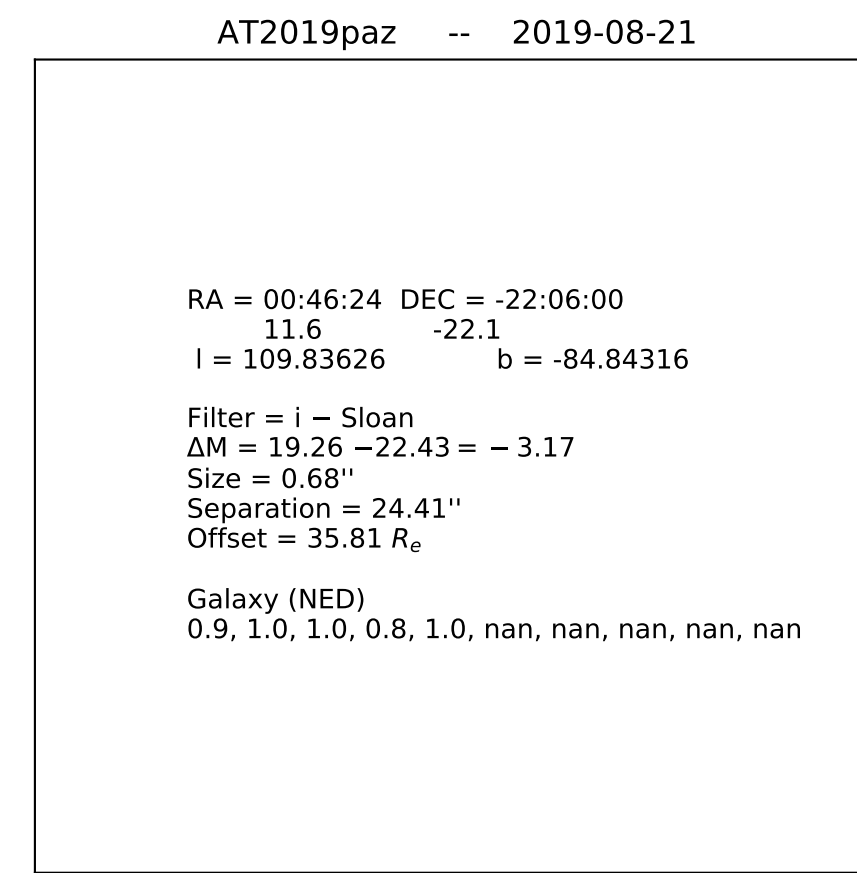 AT2019paz -- 2019-08-21
RA = 00:46:24 DEC = -22:06:00
11.6 -22.1
l = 109.83626 b = -84.84316
Filter = i − Sloan
ΔM = 19.26 −22.43 = − 3.17
Size = 0.68''
Separation = 24.41''
Offset = 35.81 Rₑ
Galaxy (NED)
0.9, 1.0, 1.0, 0.8, 1.0, nan, nan, nan, nan, nan